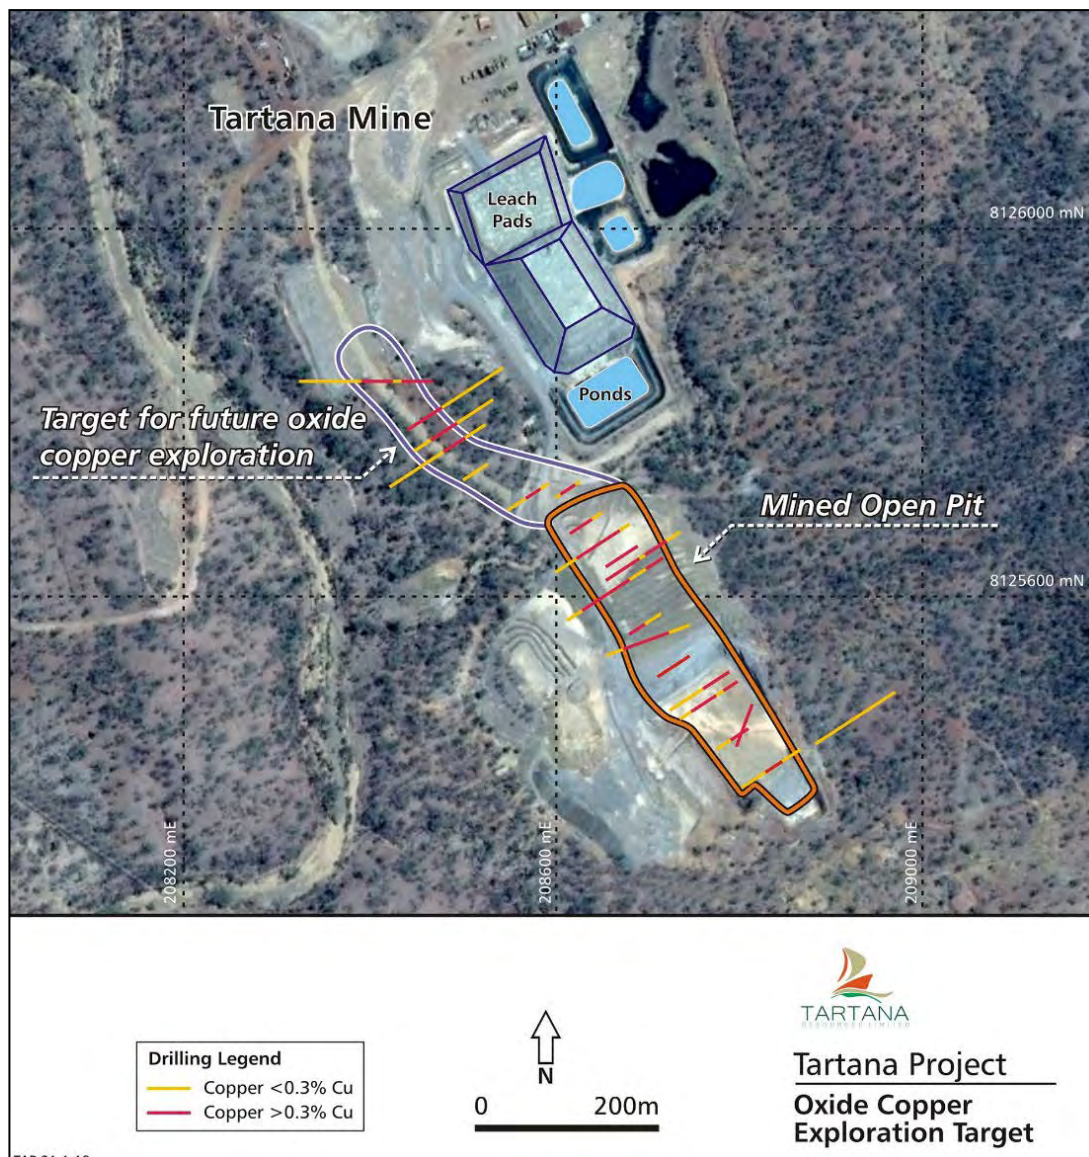 Tartana Mine
Leach
Pads
8126000 mN
Ponds
Target for future oxide
copper exploration
Mined Open Pit
8125600 mN
208200 mE
208600 mE
209000 mE
Drilling Legend
Copper <0.3% Cu
Copper >0.3% Cu
N
0 200m
TARTANA
RESOURCES LIMITED
Tartana Project
Oxide Copper
Exploration Target